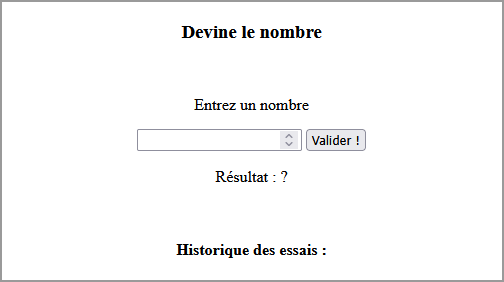 Devine le nombre
Entrez un nombre
Valider !
Résultat : ?
Historique des essais :